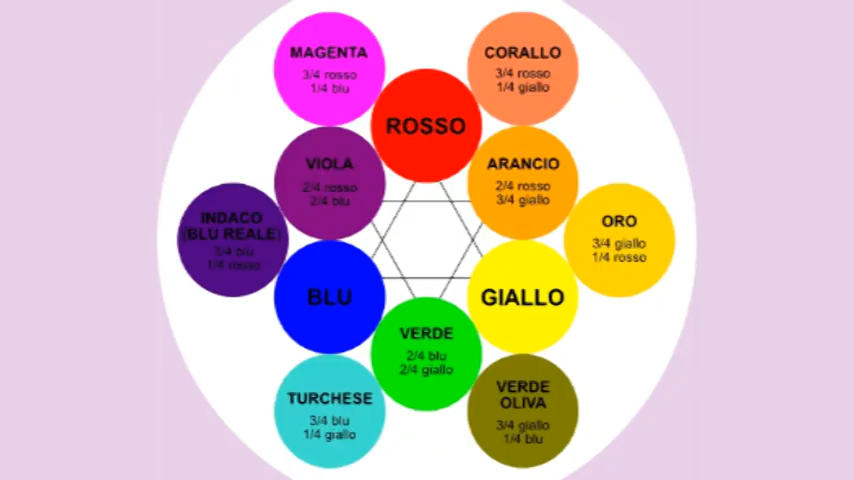 MAGENTA
3/4 rosso
1/4 blu
CORALLO
3/4 rosso
1/4 giallo
ROSSO
VIOLA
2/4 rosso
2/4 blu
ARANCIO
2/4 rosso
3/4 giallo
INDACO
(BLU REALE)
3/4 blu
1/4 rosso
ORO
3/4 giallo
1/4 rosso
BLU
GIALLO
VERDE
2/4 blu
2/4 giallo
TURCHESE
3/4 blu
1/4 giallo
VERDE
OLIVA
3/4 giallo
1/4 blu